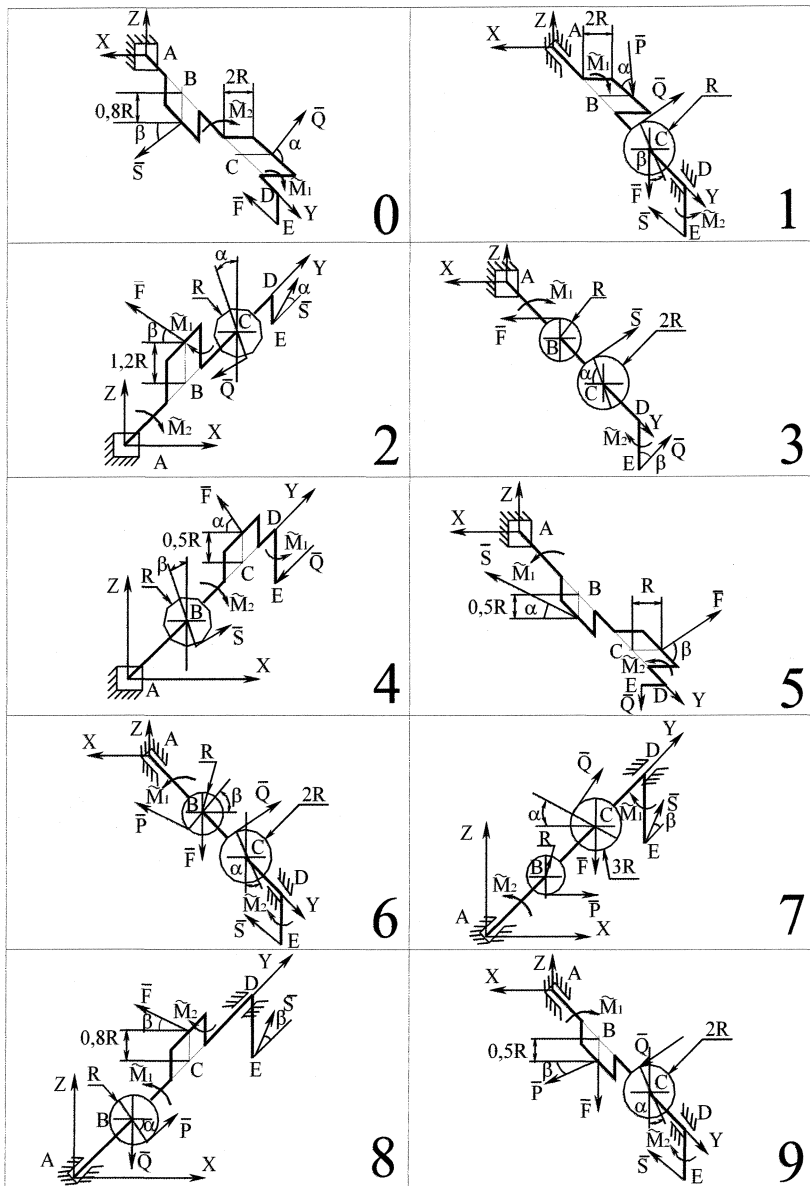 Z
X
A
B
2R
0,8R
M̃₂
Q̄
β
α
S̄
C
M̃₁
D
F̄
Y
E
0
Z
A
2R
P̄
X
M̃₁
α
Q̄
R
B
C
β
D
F̄
Y
S̄
M̃₂
E
1
α
Y
F̄
R
D
α
β
M̃₁
S̄
C
E
1,2R
B
Q̄
Z
M̃₂
X
A
2
Z
X
A
M̃₁
R
S̄
2R
F̄
B
α
C
D
Y
M̃₂
E
β
Q̄
3
Y
F̄
D
α
0,5R
M̃₁
β
C
Q̄
R
E
Z
M̃₂
B
S̄
X
A
4
Z
X
A
S̄
M̃₁
B
R
F̄
0,5R
α
C
β
M̃₂
E
D
Y
Q̄
5
Z
A
X
R
M̃₁
B
β
Q̄
2R
P̄
F̄
C
α
D
M̃₂
Y
S̄
E
6
Y
D
Q̄
S̄
α
M̃₁
C
β
Z
R
E
B
F̄
3R
M̃₂
P̄
A
X
7
Y
F̄
D
M̃₂
S̄
β
0,8R
β
C
E
R
M̃₁
Z
B
α
P̄
A
Q̄
X
8
Z
A
X
M̃₁
B
Q̄
2R
0,5R
β
P̄
C
F̄
α
D
M̃₂
Y
S̄
E
9